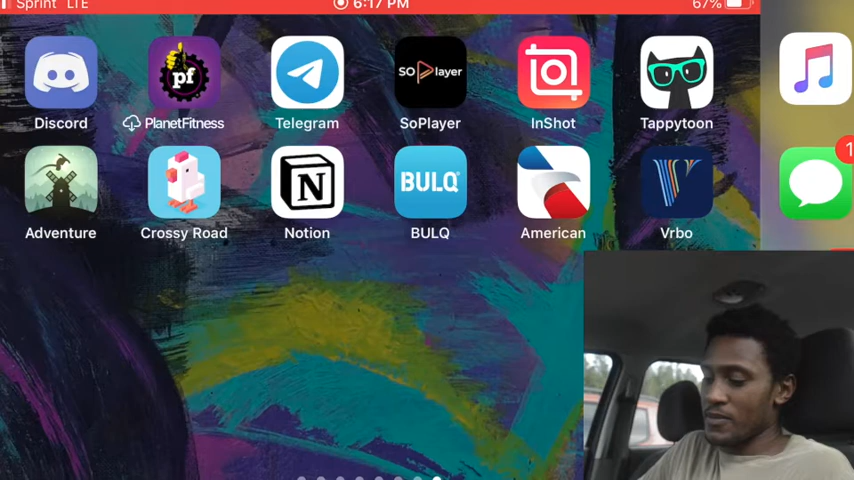 Sprint LTE 6:17 PM 67%
pf SO PLAYER
Discord PlanetFitness Telegram SoPlayer InShot Tappytoon
N BULQ 1
Adventure Crossy Road Notion BULQ American Vrbo